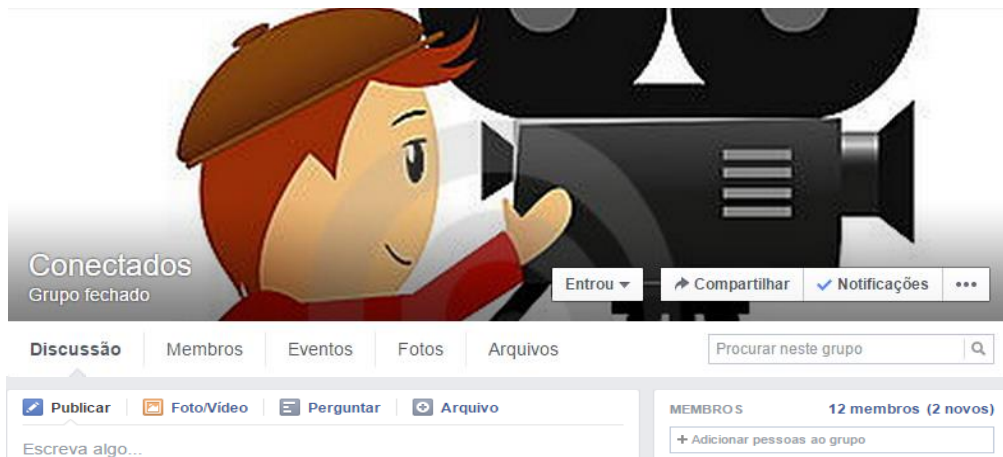 Conectados
Grupo fechado
Entrou
Compartilhar
Notificações
Discussão Membros Eventos Fotos Arquivos
Procurar neste grupo
Publicar Foto/Vídeo Perguntar Arquivo
Escreva algo...
MEMBROS 12 membros (2 novos)
+ Adicionar pessoas ao grupo